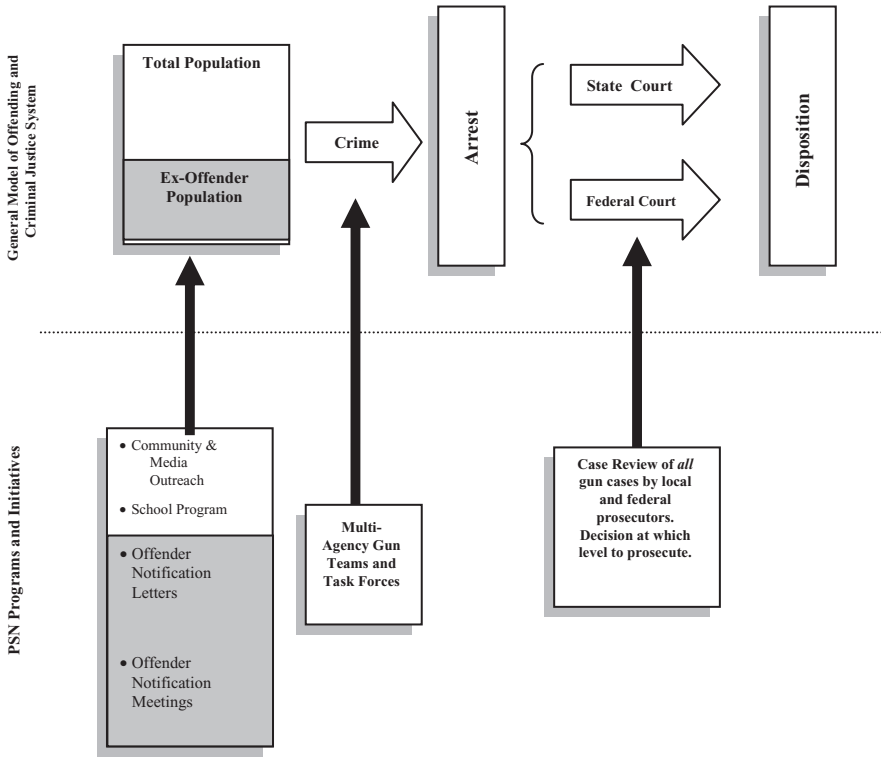 General Model of Offending and
Criminal Justice System
Total Population
Ex-Offender
Population
Crime
Arrest
State Court
Federal Court
Disposition
PSN Programs and Initiatives
• Community &
Media
Outreach
• School Program
• Offender
Notification
Letters
• Offender
Notification
Meetings
Multi-
Agency Gun
Teams and
Task Forces
Case Review of all
gun cases by local
and federal
prosecutors.
Decision at which
level to prosecute.